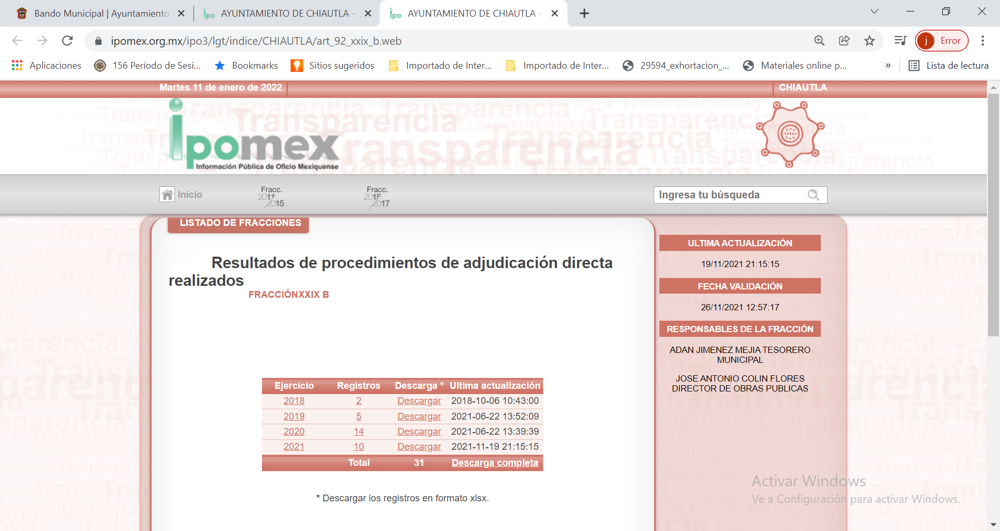 Bando Municipal | Ayuntamiento
AYUNTAMIENTO DE CHIAUTLA -
AYUNTAMIENTO DE CHIAUTLA -
ipomex.org.mx/ipo3/lgt/indice/CHIAUTLA/art_92_xxix_b.web
j Error
Aplicaciones
156 Período de Sesi...
Bookmarks
Sitios sugeridos
Importado de Inter...
Importado de Inter...
29594_exhortacion_...
Materiales online p...
»
Lista de lectura
Martes 11 de enero de 2022
CHIAUTLA
ipomex
Información Pública de Oficio Mexiquense
Inicio
Fracc.
2011/2015
Fracc.
2015/2017
Ingresa tu búsqueda
LISTADO DE FRACCIONES
Resultados de procedimientos de adjudicación directa
realizados
FRACCIÓNXXIX B
Ejercicio Registros Descarga * Ultima actualización
2018 2 Descargar 2018-10-06 10:43:00
2019 5 Descargar 2021-06-22 13:52:09
2020 14 Descargar 2021-06-22 13:39:39
2021 10 Descargar 2021-11-19 21:15:15
Total 31 Descarga completa
* Descargar los registros en formato xlsx.
ULTIMA ACTUALIZACIÓN
19/11/2021 21:15:15
FECHA VALIDACIÓN
26/11/2021 12:57:17
RESPONSABLES DE LA FRACCIÓN
ADAN JIMENEZ MEJIA TESORERO
MUNICIPAL
JOSE ANTONIO COLIN FLORES
DIRECTOR DE OBRAS PUBLICAS
Activar Windows
Ve a Configuración para activar Windows.